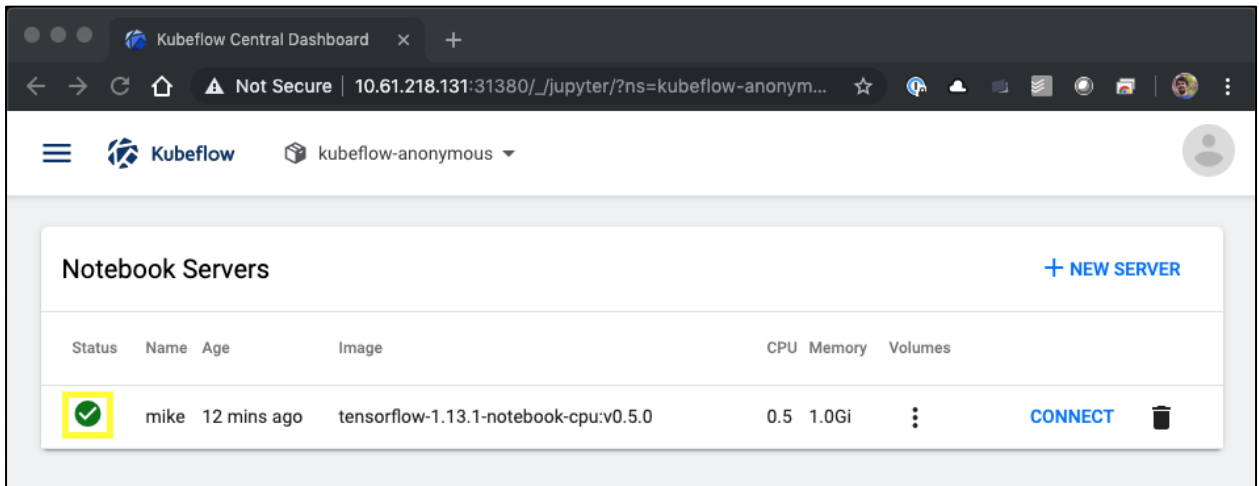 Kubeflow Central Dashboard
Not Secure | 10.61.218.131:31380/_/jupyter/?ns=kubeflow-anonym...
Kubeflow kubeflow-anonymous
Notebook Servers + NEW SERVER
Status Name Age Image CPU Memory Volumes
mike 12 mins ago tensorflow-1.13.1-notebook-cpu:v0.5.0 0.5 1.0Gi CONNECT